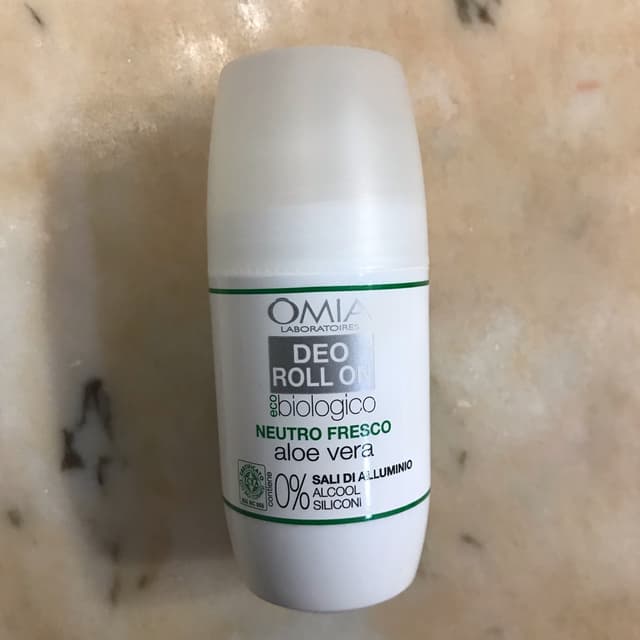 OMIA
LABORATOIRES
DEO
ROLL ON
eco
biologico
NEUTRO FRESCO
aloe vera
contiene
0%
SALI DI ALLUMINIO
ALCOOL
SILICONI